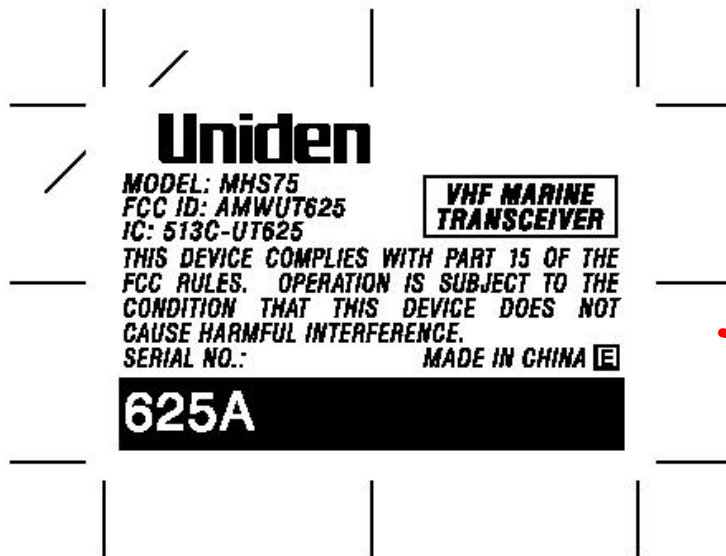 Uniden
MODEL: MHS75
FCC ID: AMWUT625
IC: 513C-UT625
VHF MARINE
TRANSCEIVER
THIS DEVICE COMPLIES WITH PART 15 OF THE
FCC RULES. OPERATION IS SUBJECT TO THE
CONDITION THAT THIS DEVICE DOES NOT
CAUSE HARMFUL INTERFERENCE.
SERIAL NO.: MADE IN CHINA E
625A